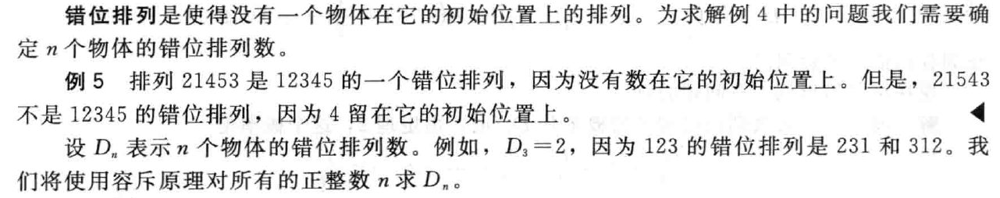 错位排列是使得没有一个物体在它的初始位置上的排列。为求解例 4 中的问题我们需要确
定 n 个物体的错位排列数。
例 5 排列 21453 是 12345 的一个错位排列，因为没有数在它的初始位置上。但是，21543
不是 12345 的错位排列，因为 4 留在它的初始位置上。 ◀
设 Dₙ 表示 n 个物体的错位排列数。例如，D₃=2，因为 123 的错位排列是 231 和 312。我
们将使用容斥原理对所有的正整数 n 求 Dₙ。